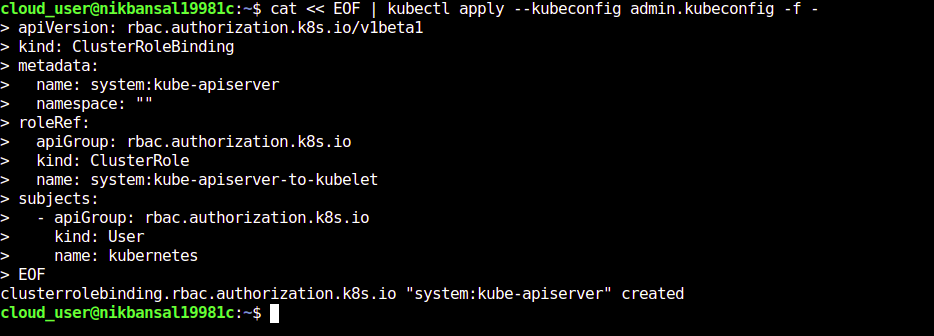 cloud_user@nikbansal19981c:~$ cat << EOF | kubectl apply --kubeconfig admin.kubeconfig -f -
> apiVersion: rbac.authorization.k8s.io/v1beta1
> kind: ClusterRoleBinding
> metadata:
>   name: system:kube-apiserver
>   namespace: ""
> roleRef:
>   apiGroup: rbac.authorization.k8s.io
>   kind: ClusterRole
>   name: system:kube-apiserver-to-kubelet
> subjects:
>   - apiGroup: rbac.authorization.k8s.io
>     kind: User
>     name: kubernetes
> EOF
clusterrolebinding.rbac.authorization.k8s.io "system:kube-apiserver" created
cloud_user@nikbansal19981c:~$